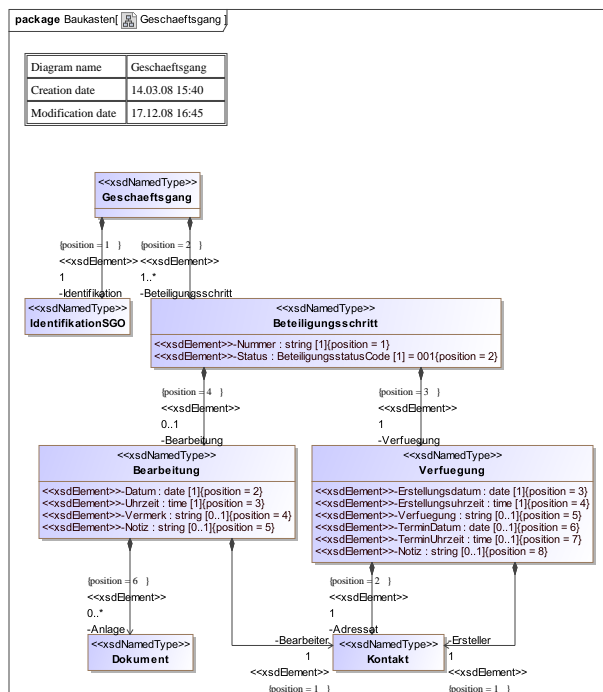 package Baukasten[ Geschaeftsgang ]
Diagram name Geschaeftsgang
Creation date 14.03.08 15:40
Modification date 17.12.08 16:45
<<xsdNamedType>>
Geschaeftsgang
{position = 1 } {position = 2 }
<<xsdElement>> <<xsdElement>>
1 1..*
-Identifikation -Beteiligungsschritt
<<xsdNamedType>>
IdentifikationSGO
<<xsdNamedType>>
Beteiligungsschritt
<<xsdElement>>-Nummer : string [1]{position = 1}
<<xsdElement>>-Status : BeteiligungsstatusCode [1] = 001{position = 2}
{position = 4 } {position = 3 }
<<xsdElement>> <<xsdElement>>
0..1 1
-Bearbeitung -Verfuegung
<<xsdNamedType>>
Bearbeitung
<<xsdElement>>-Datum : date [1]{position = 2}
<<xsdElement>>-Uhrzeit : time [1]{position = 3}
<<xsdElement>>-Vermerk : string [0..1]{position = 4}
<<xsdElement>>-Notiz : string [0..1]{position = 5}
<<xsdNamedType>>
Verfuegung
<<xsdElement>>-Erstellungsdatum : date [1]{position = 3}
<<xsdElement>>-Erstellungsuhrzeit : time [1]{position = 4}
<<xsdElement>>-Verfuegung : string [0..1]{position = 5}
<<xsdElement>>-TerminDatum : date [0..1]{position = 6}
<<xsdElement>>-TerminUhrzeit : time [0..1]{position = 7}
<<xsdElement>>-Notiz : string [0..1]{position = 8}
{position = 6 } {position = 2 }
<<xsdElement>> <<xsdElement>>
0..* 1
-Anlage -Adressat
<<xsdNamedType>>
Dokument
-Bearbeiter
1
<<xsdElement>>
{position = 1 }
<<xsdNamedType>>
Kontakt
-Ersteller
1
<<xsdElement>>
{position = 1 }